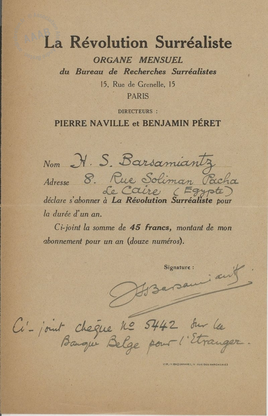 La Révolution Surréaliste
ORGANE MENSUEL
du Bureau de Recherches Surréalistes
15, Rue de Grenelle, 15
PARIS
DIRECTEURS :
PIERRE NAVILLE et BENJAMIN PÉRET
Nom H. S. Barsamiantz
Adresse 8. Rue Soliman Pacha
Le Caire (Egypte)
déclare s'abonner à La Révolution Surréaliste pour
la durée d'un an.
Ci-joint la somme de 45 francs, montant de mon
abonnement pour un an (douze numéros).
Signature :
HSBarsamiantz
Ci-joint chèque No 5442 sur la
Banque Belge pour l'Etranger.